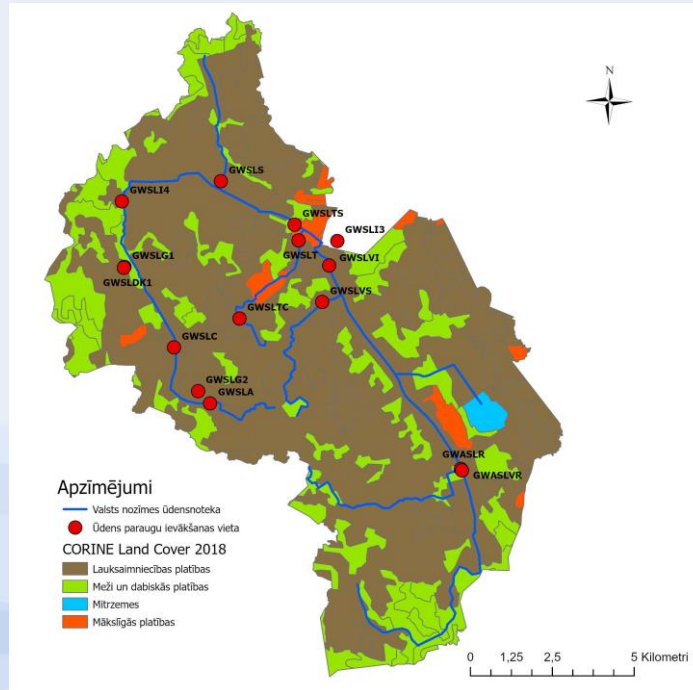 N
GWSLS
GWSLI4
GWSLTS
GWSLI3
GWSLT
GWSLG1
GWSLVI
GWSLDK1
GWSLVS
GWSLTC
GWSLC
GWSLG2
GWSLA
GWASLR
GWASLVR
Apzīmējumi
Valsts nozīmes ūdensnoteka
Ūdens paraugu ievākšanas vieta
CORINE Land Cover 2018
Lauksaimniecības platības
Meži un dabiskās platības
Mitrzemes
Mākslīgās platības
0 1,25 2,5 5 Kilometri